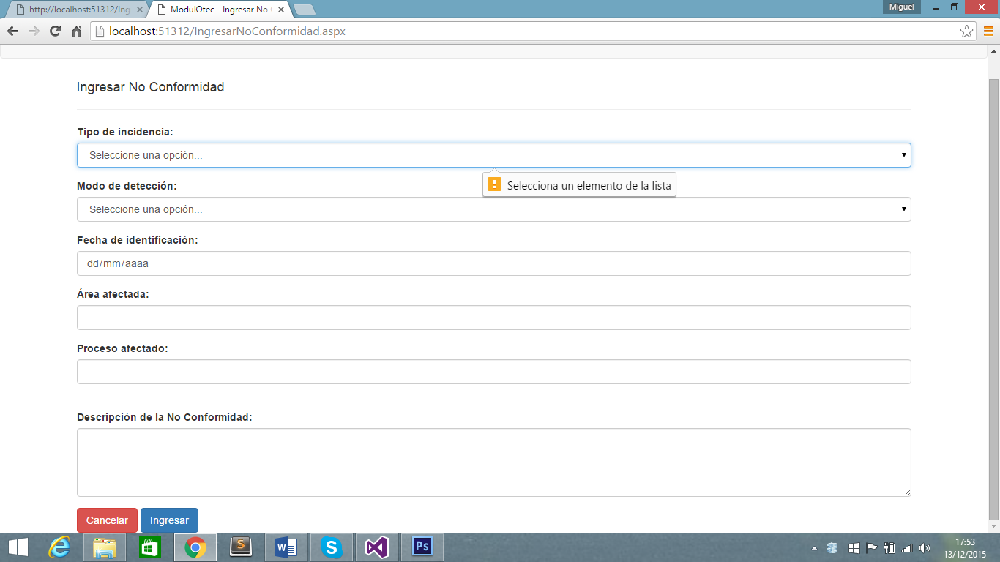 http://localhost:51312/Ing
ModulOtec - Ingresar No
Miguel
localhost:51312/IngresarNoConformidad.aspx
Ingresar No Conformidad
Tipo de incidencia:
Seleccione una opción...
Selecciona un elemento de la lista
Modo de detección:
Seleccione una opción...
Fecha de identificación:
dd/mm/aaaa
Área afectada:
Proceso afectado:
Descripción de la No Conformidad:
Cancelar Ingresar
17:53
13/12/2015